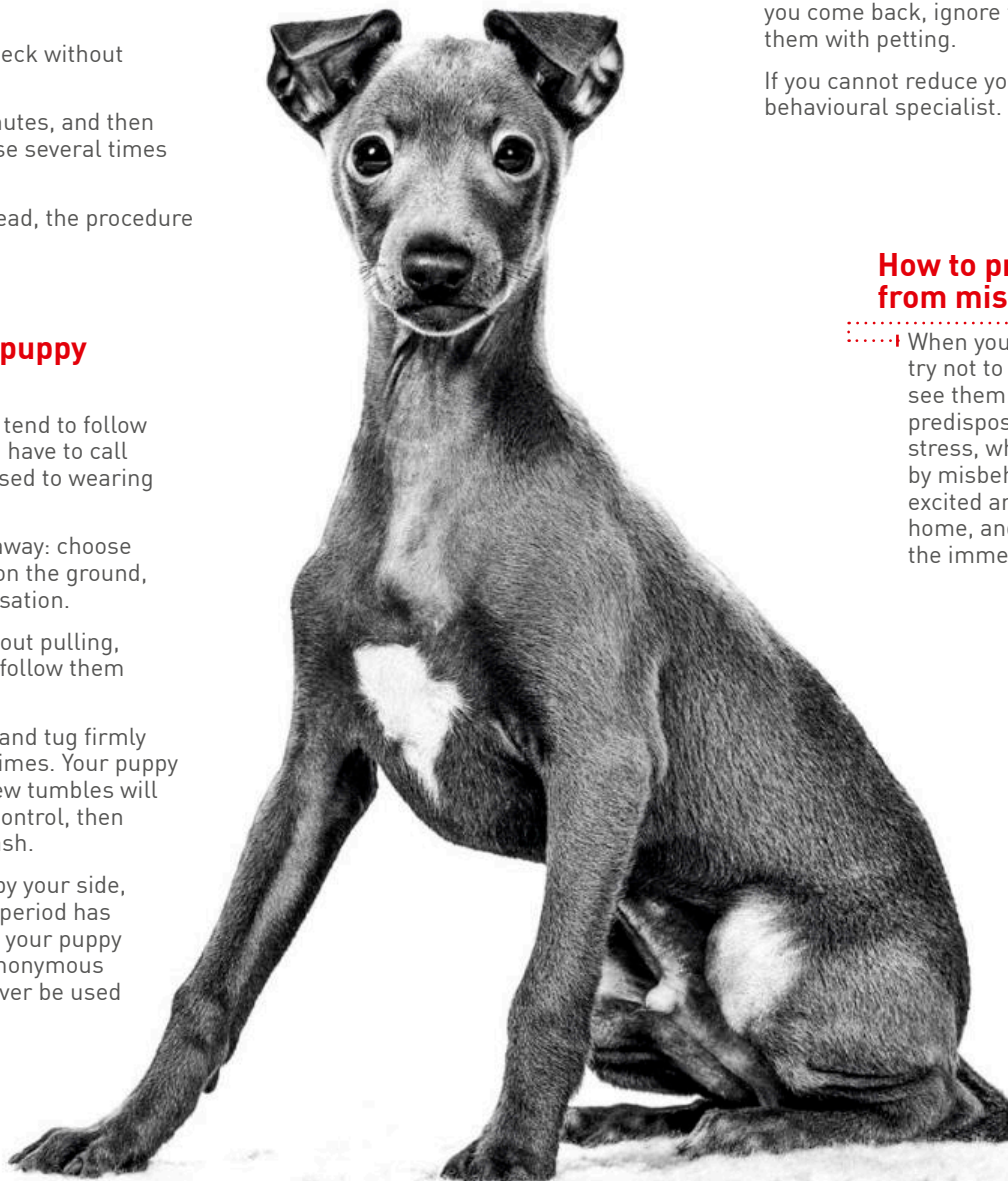 eck without
utes, and then
se several times
ead, the procedure
puppy
tend to follow
have to call
sed to wearing
way: choose
on the ground,
sation.
out pulling,
follow them
and tug firmly
imes. Your puppy
ew tumbles will
ontrol, then
sh.
by your side,
period has
your puppy
nonymous
ver be used
you come back, ignore
them with petting.
If you cannot reduce yo
behavioural specialist.
How to pr
from mis
When you
try not to
see them
predispos
stress, wh
by misbeh
excited ar
home, and
the imme